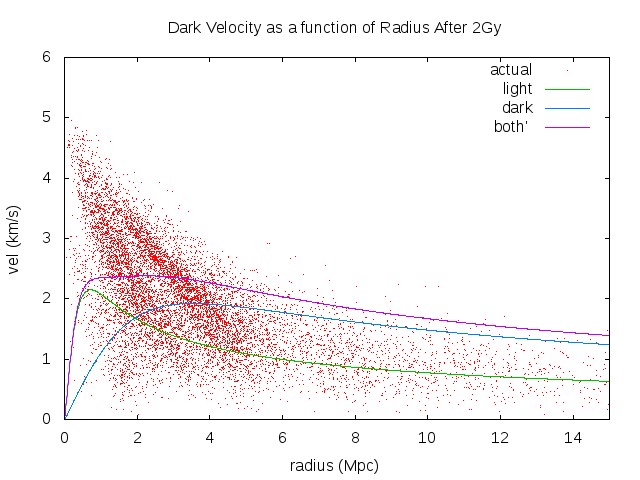 Dark Velocity as a function of Radius After 2Gy
actual
light
dark
both'
6
5
4
3
2
1
0
vel (km/s)
0 2 4 6 8 10 12 14
radius (Mpc)